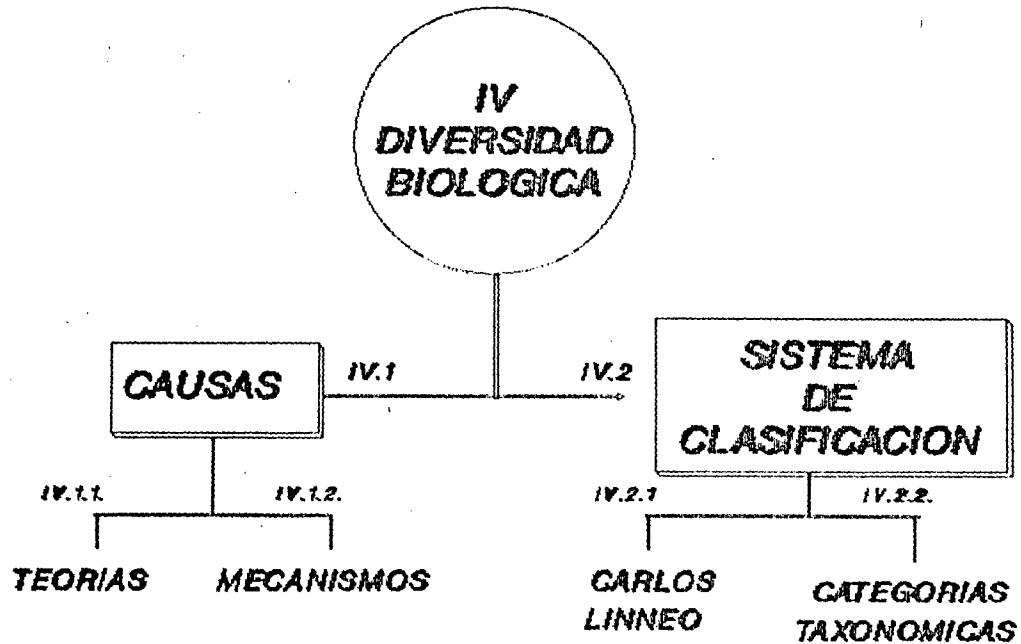 IV
DIVERSIDAD
BIOLOGICA
CAUSAS
IV.1
IV.2
SISTEMA
DE
CLASIFICACION
IV.1.1.
IV.1.2.
IV.2.1
IV.2.2.
TEORIAS
MECANISMOS
CARLOS
LINNEO
CATEGORIAS
TAXONOMICAS